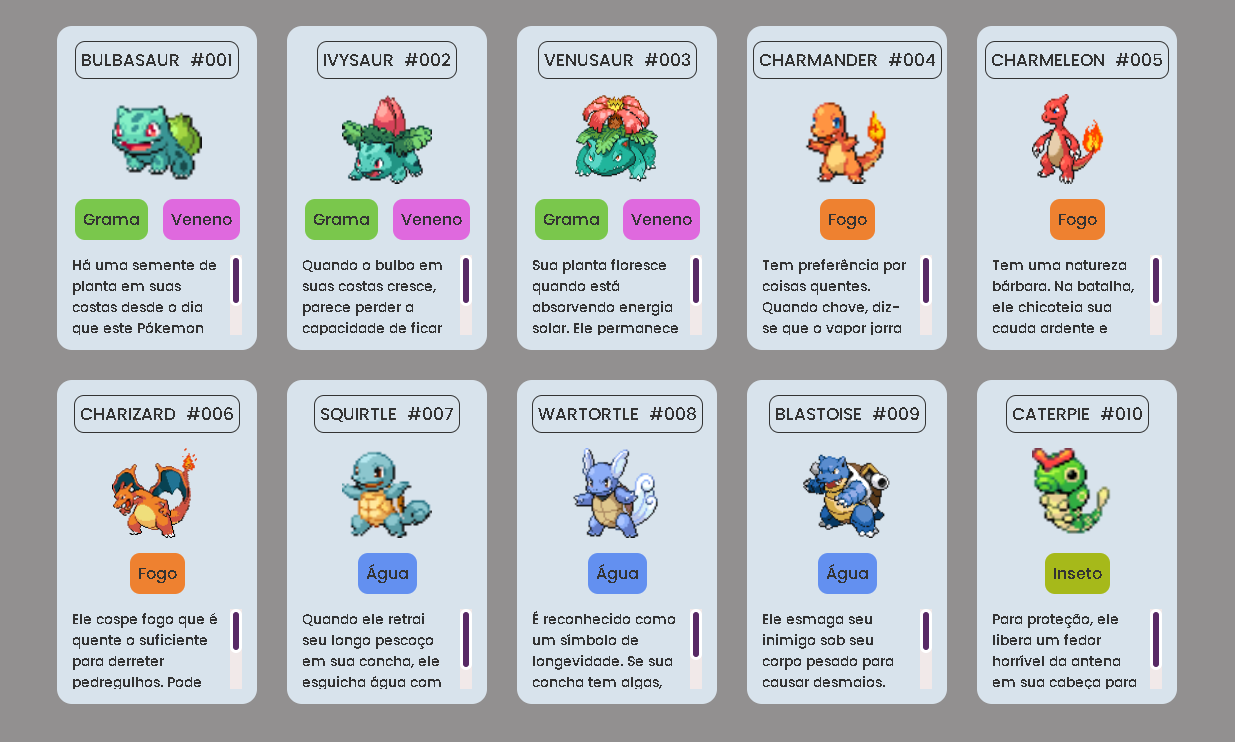 BULBASAUR #001
Grama Veneno
Há uma semente de
planta em suas
costas desde o dia
que este Pókemon
IVYSAUR #002
Grama Veneno
Quando o bulbo em
suas costas cresce,
parece perder a
capacidade de ficar
VENUSAUR #003
Grama Veneno
Sua planta floresce
quando está
absorvendo energia
solar. Ele permanece
CHARMANDER #004
Fogo
Tem preferência por
coisas quentes.
Quando chove, diz-
se que o vapor jorra
CHARMELEON #005
Fogo
Tem uma natureza
bárbara. Na batalha,
ele chicoteia sua
cauda ardente e
CHARIZARD #006
Fogo
Ele cospe fogo que é
quente o suficiente
para derreter
pedregulhos. Pode
SQUIRTLE #007
Água
Quando ele retrai
seu longo pescoço
em sua concha, ele
esguicha água com
WARTORTLE #008
Água
É reconhecido como
um símbolo de
longevidade. Se sua
concha tem algas,
BLASTOISE #009
Água
Ele esmaga seu
inimigo sob seu
corpo pesado para
causar desmaios.
CATERPIE #010
Inseto
Para proteção, ele
libera um fedor
horrível da antena
em sua cabeça para